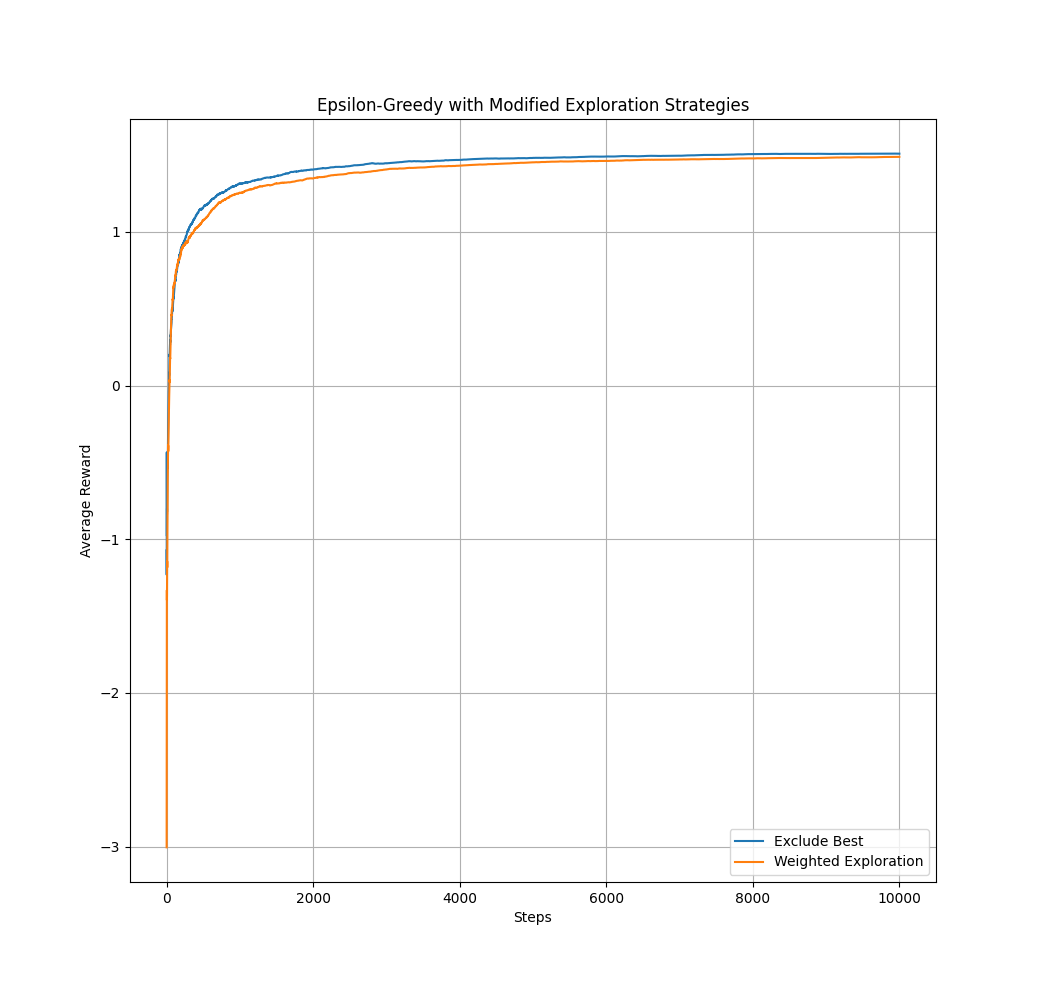 Epsilon-Greedy with Modified Exploration Strategies
Average Reward
1
0
−1
−2
−3
0 2000 4000 6000 8000 10000
Steps
Exclude Best
Weighted Exploration